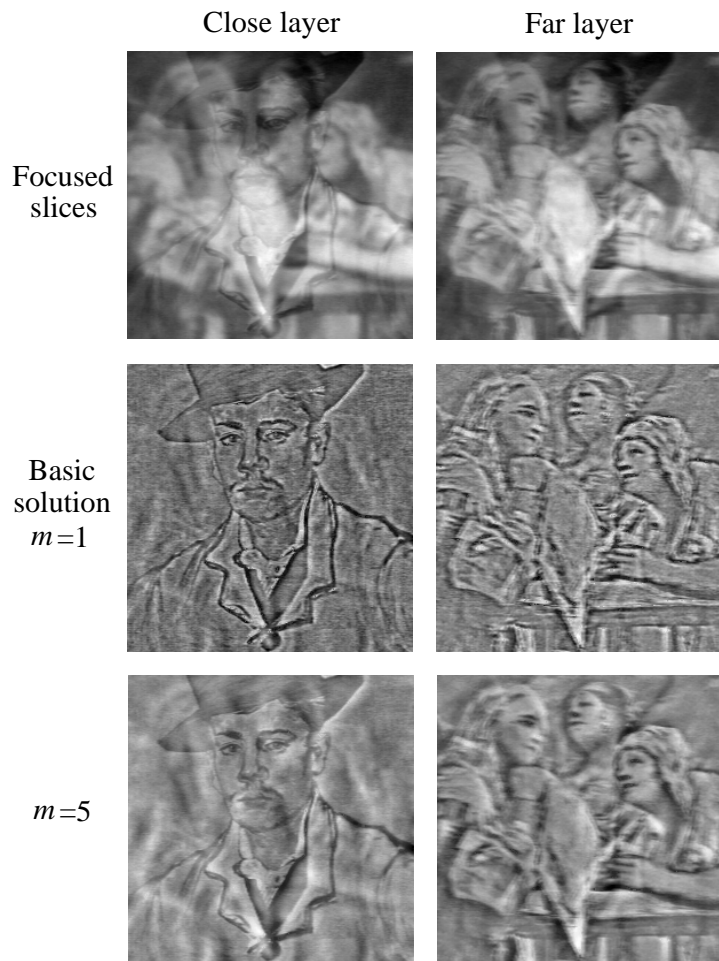 Close layer
Far layer
Focused
slices
Basic
solution
m=1
m=5